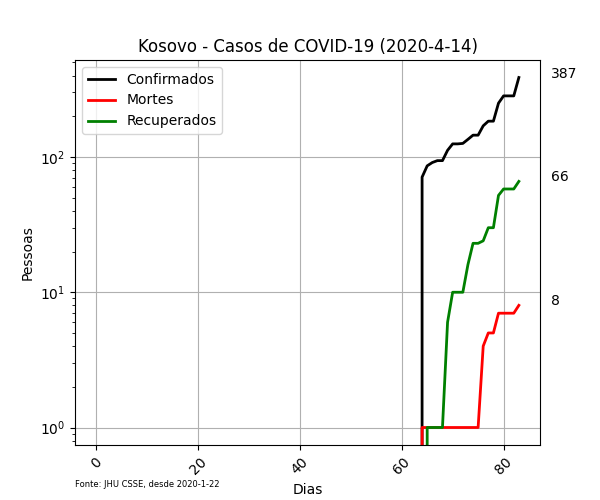 Kosovo - Casos de COVID-19 (2020-4-14)
Confirmados
Mortes
Recuperados
387
66
8
10²
10¹
10⁰
Pessoas
0 20 40 60 80
Dias
Fonte: JHU CSSE, desde 2020-1-22